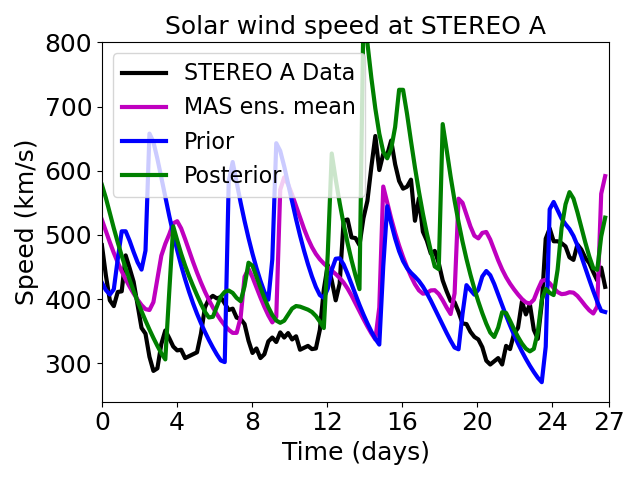 Solar wind speed at STEREO A
800
700
600
500
400
300
Speed (km/s)
STEREO A Data
MAS ens. mean
Prior
Posterior
0 4 8 12 16 20 24 27
Time (days)